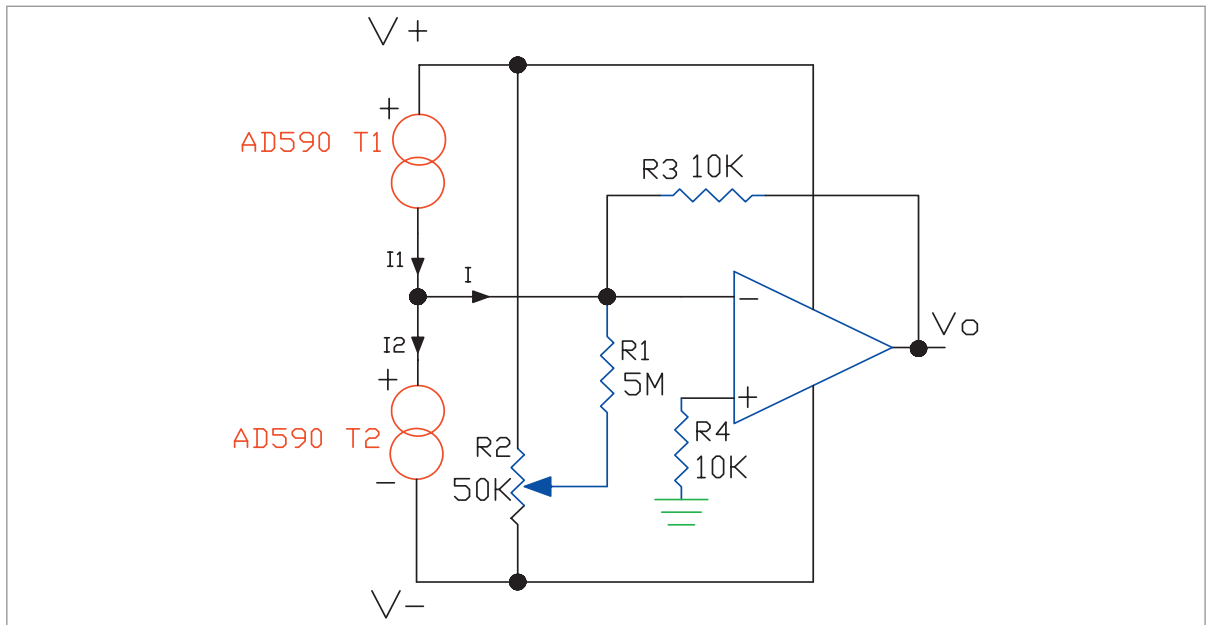 V+
+
AD590 T1
R3 10K
I1
I
−
Vo
I2
R1
5M
+
+
AD590 T2
R4
10K
R2
50K
−
V−